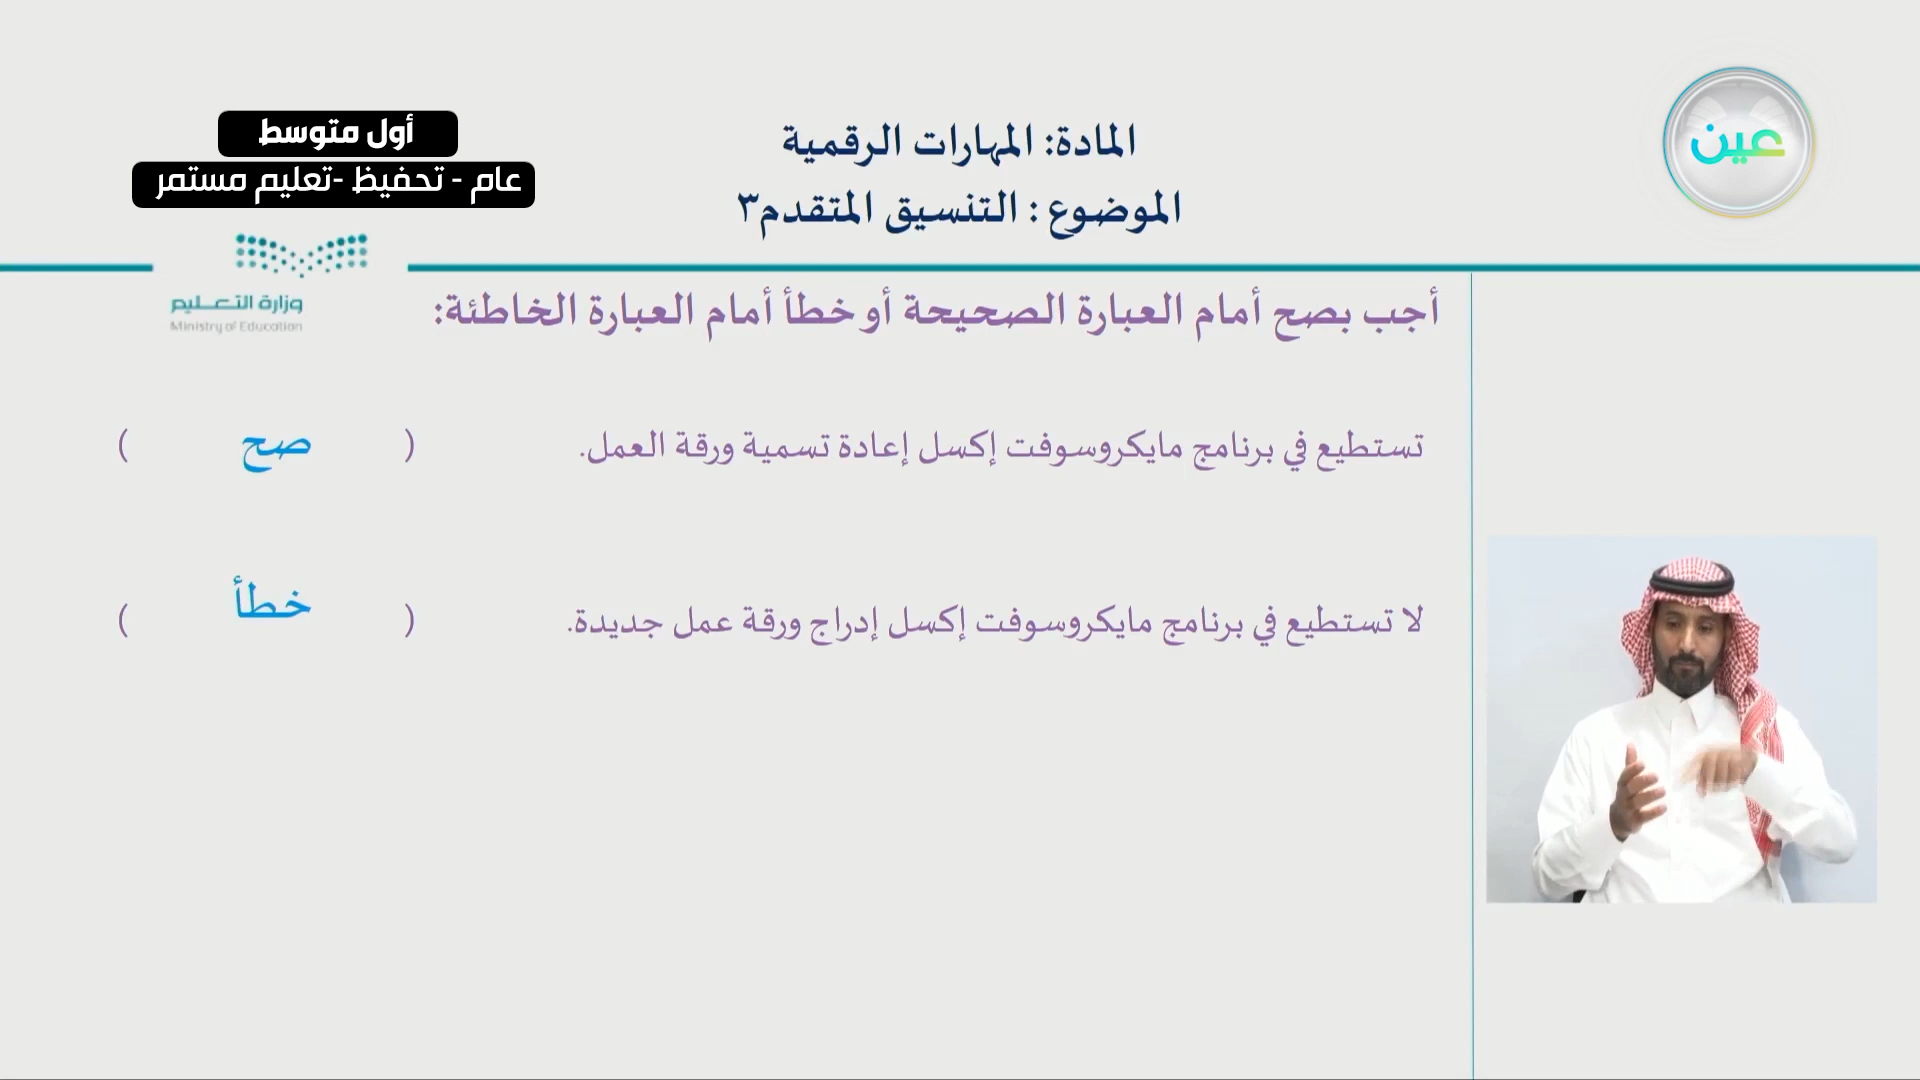 عين
المادة: المهارات الرقمية
الموضوع : التنسيق المتقدم٣
أول متوسط
عام - تحفيظ -تعليم مستمر
وزارة التعـــليم
Ministry of Education
أجب بصح أمام العبارة الصحيحة أو خطأ أمام العبارة الخاطئة:
تستطيع في برنامج مايكروسوفت إكسل إعادة تسمية ورقة العمل. ( صح )
لا تستطيع في برنامج مايكروسوفت إكسل إدراج ورقة عمل جديدة. ( خطأ )